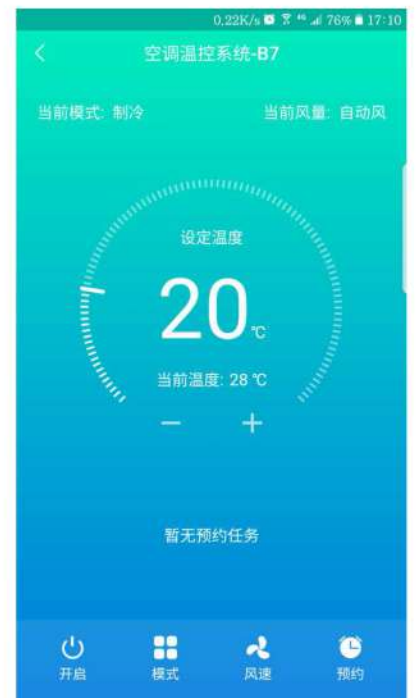 0.22K/s 4G 76% 17:10
空调温控系统-B7
当前模式: 制冷 当前风量: 自动风
设定温度
20℃
当前温度: 28℃
− +
暂无预约任务
开启 模式 风速 预约